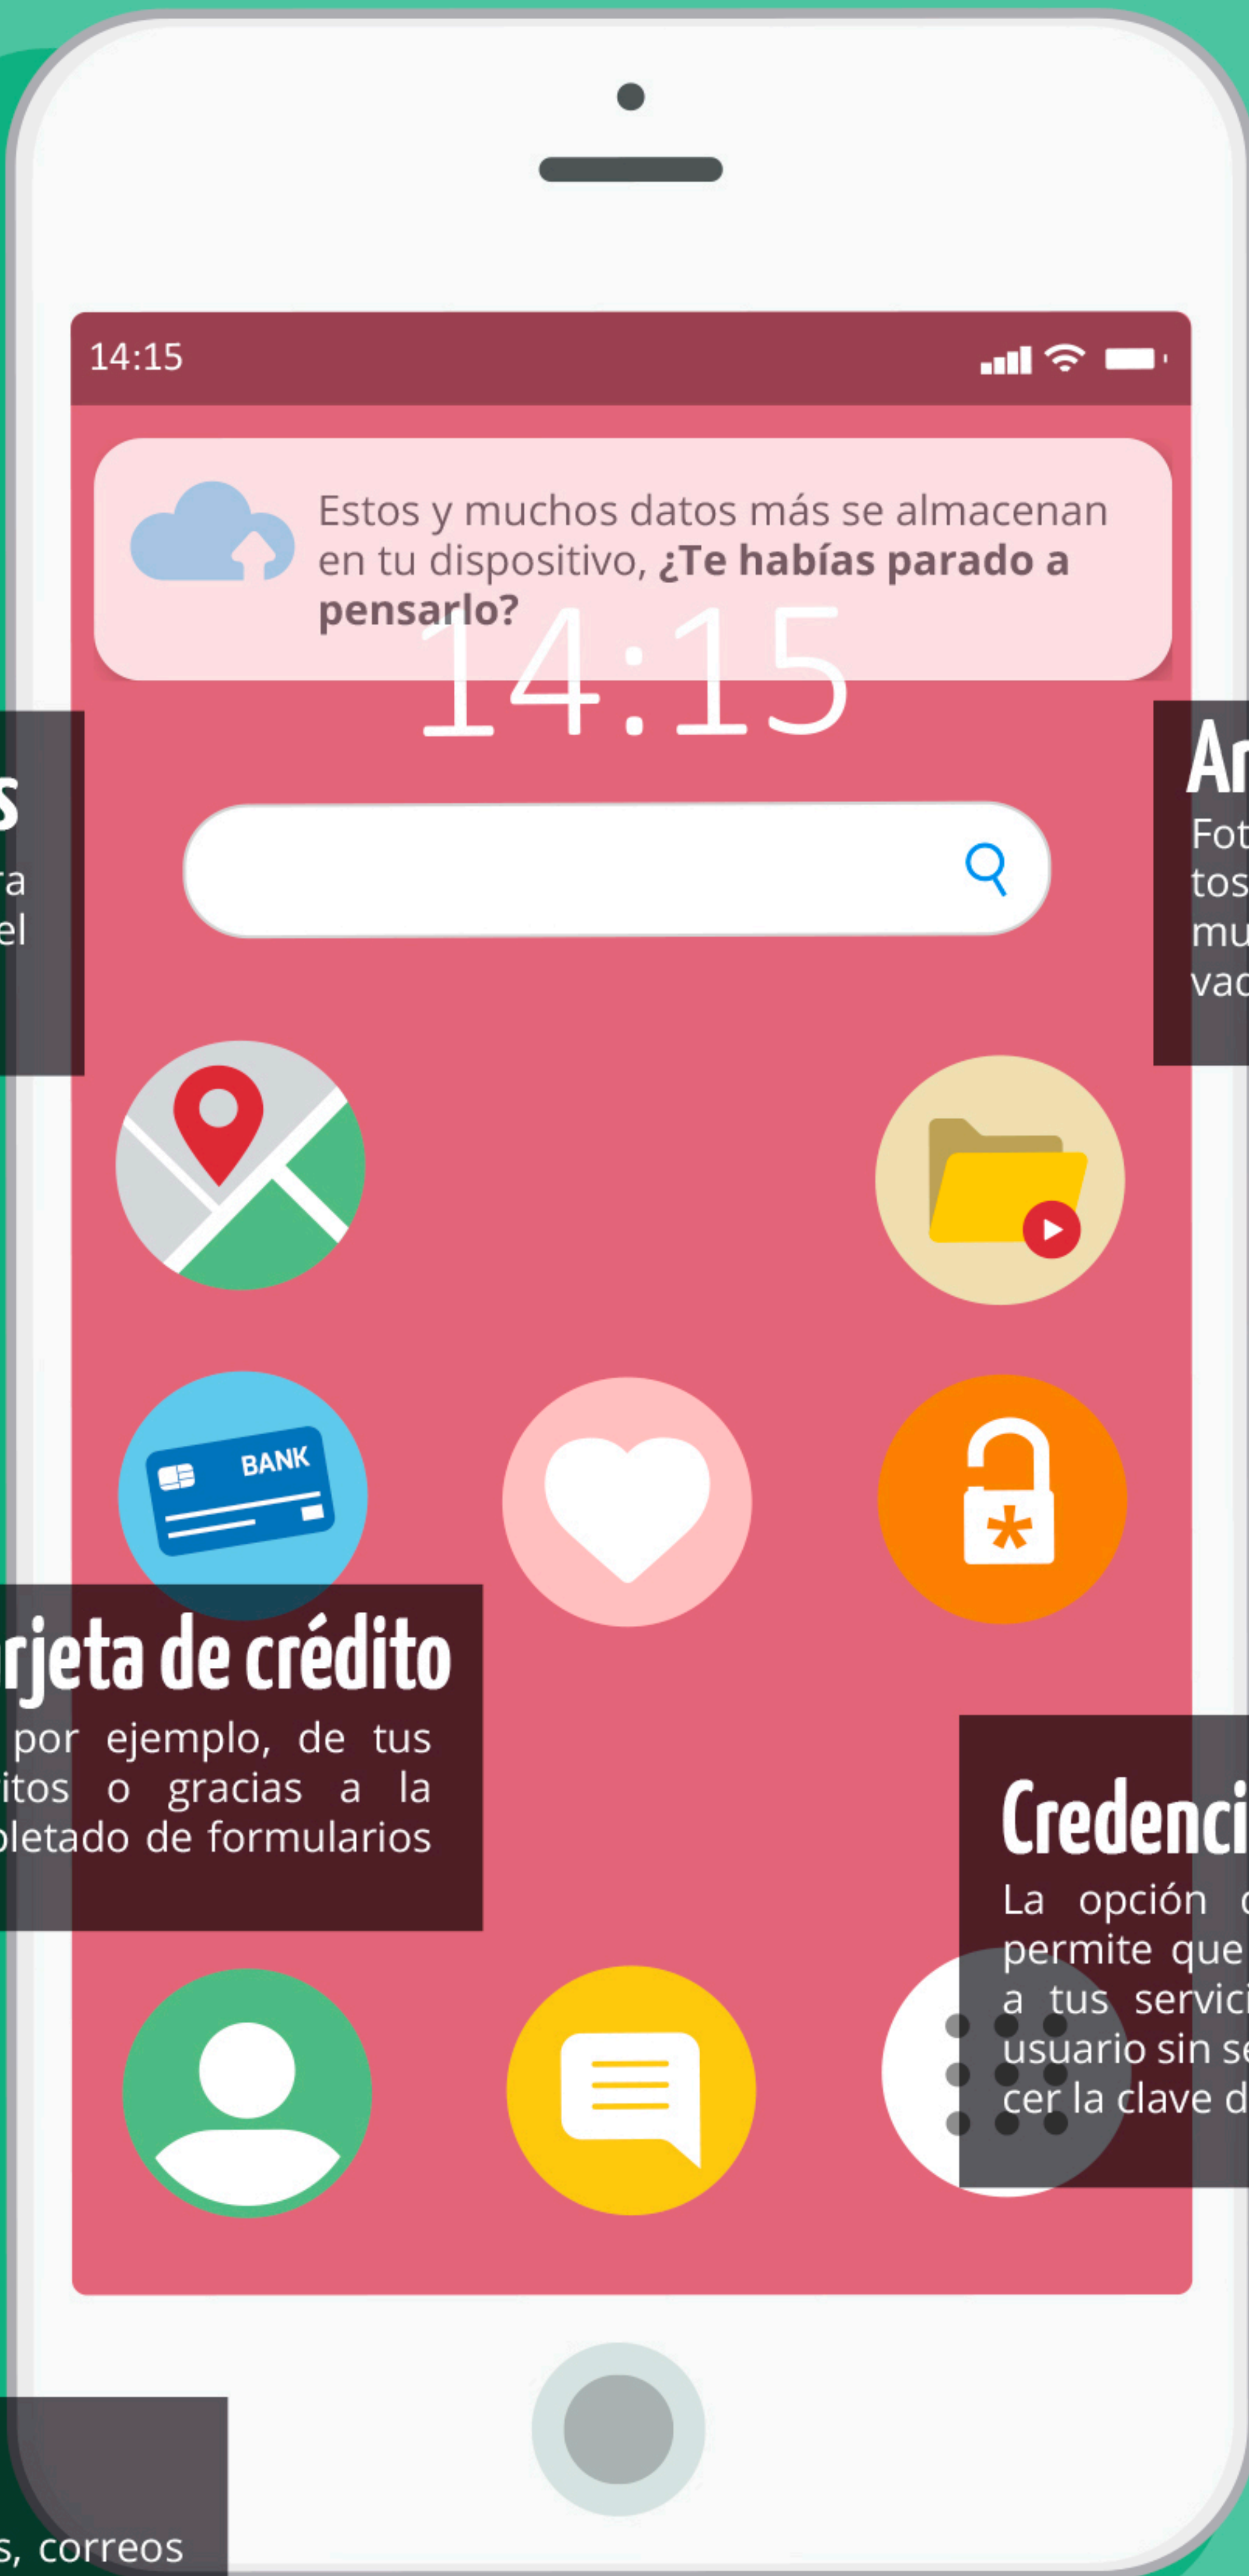 14:15
Estos y muchos datos más se almacenan
en tu dispositivo, ¿Te habías parado a
pensarlo?
14:15
BANK
rjeta de crédito
por ejemplo, de tus
itos o gracias a la
letado de formularios
Credenci
La opción
permite que
a tus servici
usuario sin se
cer la clave d
s, correos